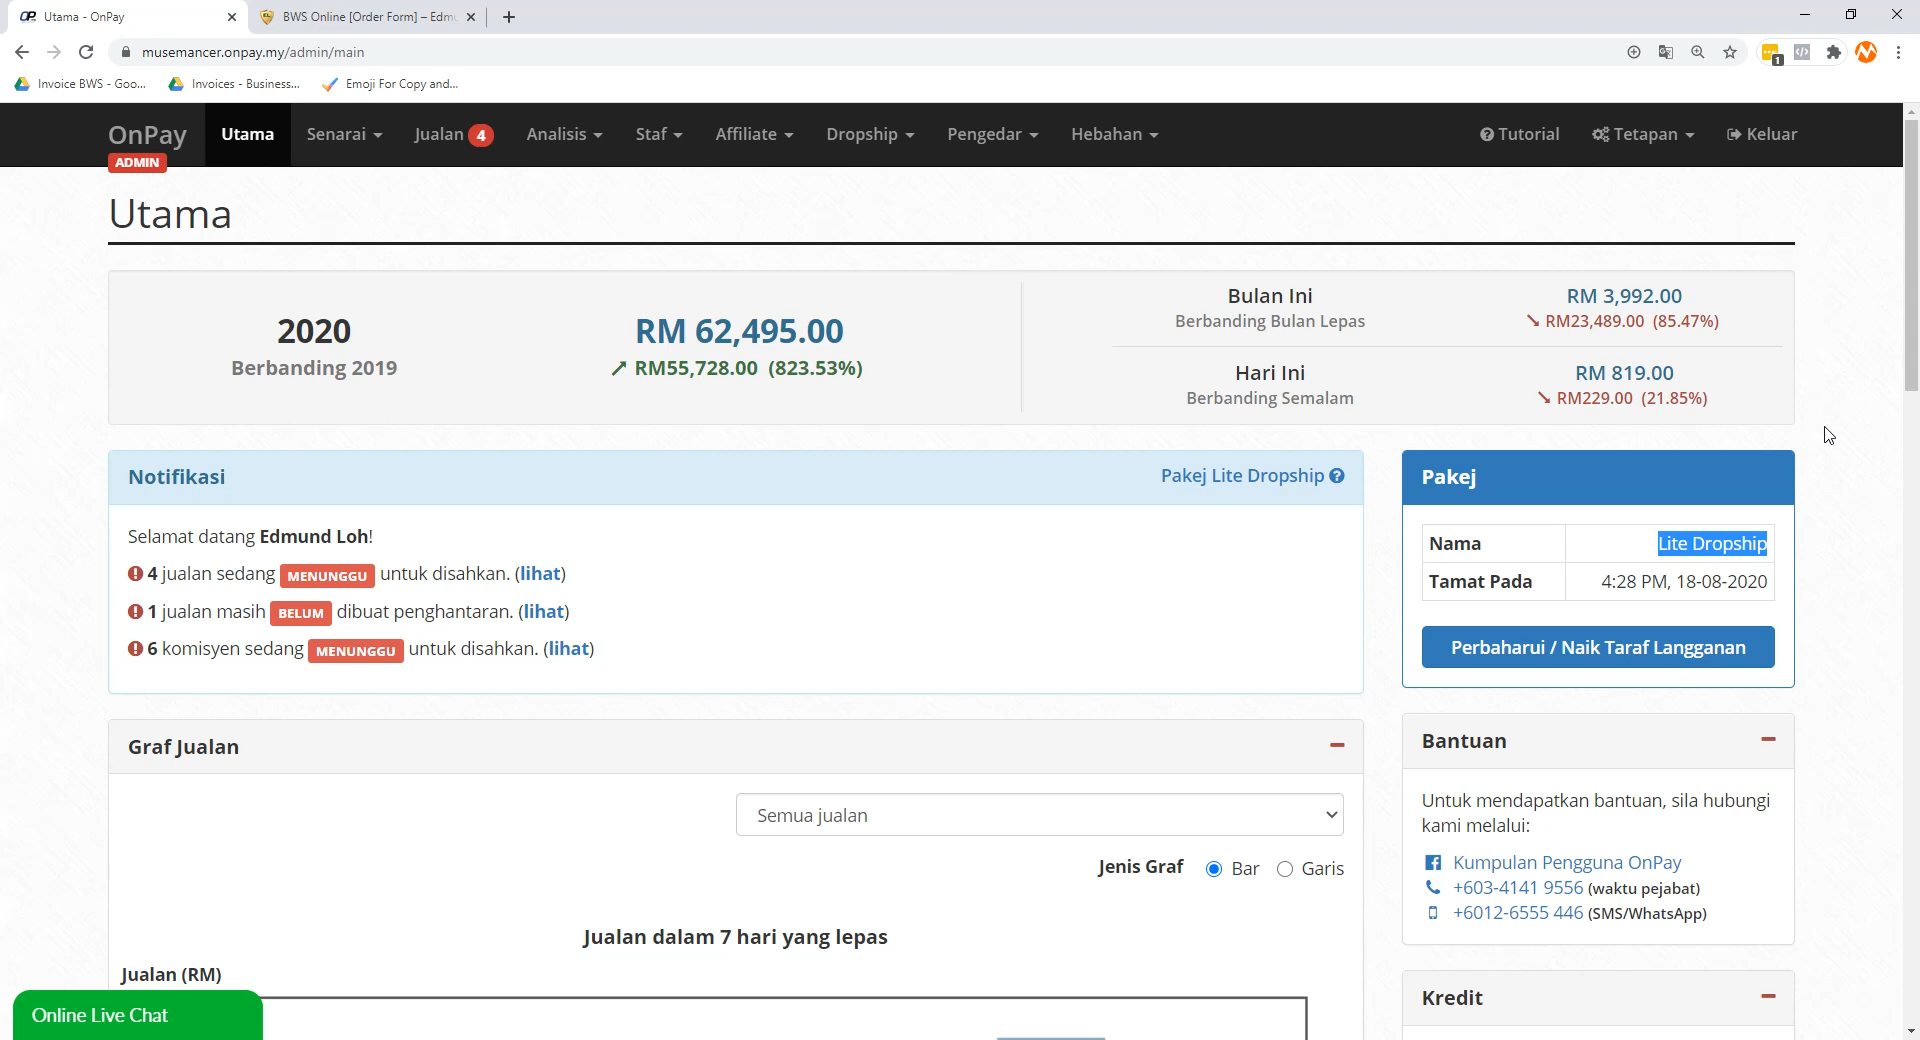 Utama - OnPay
BWS Online [Order Form] – Edm
musemancer.onpay.my/admin/main
1
Invoice BWS - Goo...
Invoices - Business...
Emoji For Copy and...
OnPay
ADMIN
Utama
Senarai
Jualan 4
Analisis
Staf
Affiliate
Dropship
Pengedar
Hebahan
Tutorial
Tetapan
Keluar
Utama
2020
Berbanding 2019
RM 62,495.00
RM55,728.00 (823.53%)
Bulan Ini
Berbanding Bulan Lepas
RM 3,992.00
RM23,489.00 (85.47%)
Hari Ini
Berbanding Semalam
RM 819.00
RM229.00 (21.85%)
Notifikasi
Pakej Lite Dropship
Selamat datang Edmund Loh!
4 jualan sedang MENUNGGU untuk disahkan. (lihat)
1 jualan masih BELUM dibuat penghantaran. (lihat)
6 komisyen sedang MENUNGGU untuk disahkan. (lihat)
Pakej
Nama Lite Dropship
Tamat Pada 4:28 PM, 18-08-2020
Perbaharui / Naik Taraf Langganan
Graf Jualan
Semua jualan
Jenis Graf Bar Garis
Jualan dalam 7 hari yang lepas
Jualan (RM)
Bantuan
Untuk mendapatkan bantuan, sila hubungi
kami melalui:
Kumpulan Pengguna OnPay
+603-4141 9556 (waktu pejabat)
+6012-6555 446 (SMS/WhatsApp)
Kredit
Online Live Chat